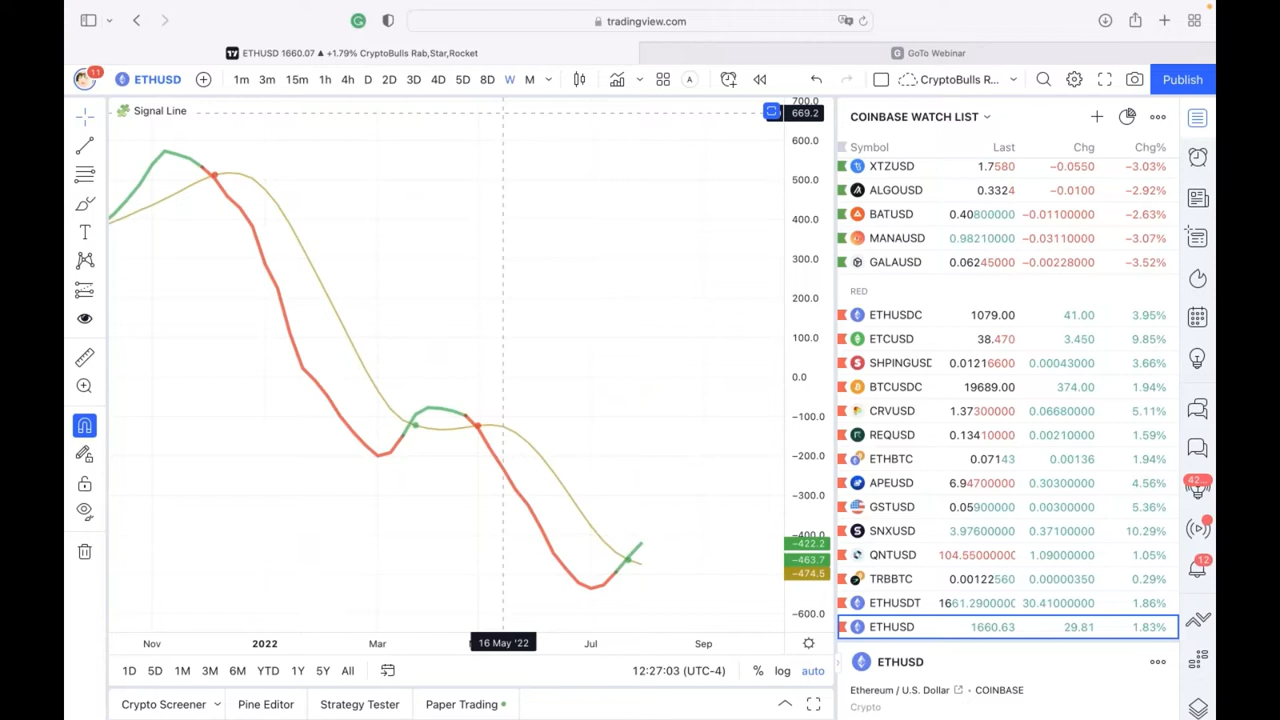 tradingview.com
ETHUSD 1660.07 ▲ +1.79% CryptoBulls Rab,Star,Rocket
GoTo Webinar
11
ETHUSD
1m 3m 15m 1h 4h D 2D 3D 4D 5D 8D W M
A
CryptoBulls R...
Publish
Signal Line
700.0
669.2
600.0
500.0
400.0
300.0
200.0
100.0
0.0
−100.0
−200.0
−300.0
−400.0
−422.2
−463.7
−474.5
−600.0
Nov 2022 Mar 16 May '22 Jul Sep
1D 5D 1M 3M 6M YTD 1Y 5Y All
12:27:03 (UTC-4) % log auto
Crypto Screener Pine Editor Strategy Tester Paper Trading
COINBASE WATCH LIST
Symbol Last Chg Chg%
XTZUSD 1.7580 −0.0550 −3.03%
ALGOUSD 0.3324 −0.0100 −2.92%
BATUSD 0.40800000 −0.01100000 −2.63%
MANAUSD 0.98210000 −0.03110000 −3.07%
GALAUSD 0.06245000 −0.00228000 −3.52%
RED
ETHUSDC 1079.00 41.00 3.95%
ETCUSD 38.470 3.450 9.85%
SHPINGUSD 0.01216600 0.00043000 3.66%
BTCUSDC 19689.00 374.00 1.94%
CRVUSD 1.37300000 0.06680000 5.11%
REQUSD 0.13410000 0.00210000 1.59%
ETHBTC 0.07143 0.00136 1.94%
APEUSD 6.94700000 0.30300000 4.56%
GSTUSD 0.05900000 0.00300000 5.36%
SNXUSD 3.97600000 0.37100000 10.29%
QNTUSD 104.55000000 1.09000000 1.05%
TRBBTC 0.00122560 0.00000350 0.29%
ETHUSDT 1661.29000000 30.41000000 1.86%
ETHUSD 1660.63 29.81 1.83%
ETHUSD
Ethereum / U.S. Dollar • COINBASE
Crypto
42...
12